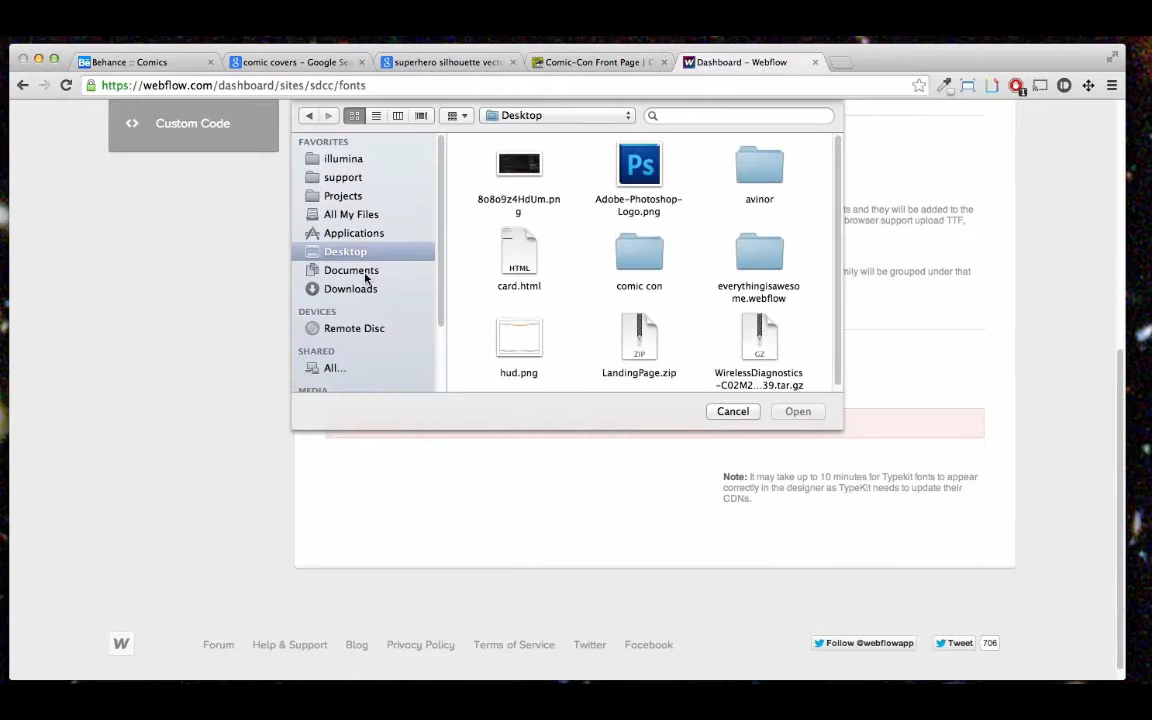 Behance :: Comics
comic covers – Google Se
superhero silhouette vect
Comic-Con Front Page | C
Dashboard – Webflow
https://webflow.com/dashboard/sites/sdcc/fonts
Custom Code
Desktop
FAVORITES
illumina
support
Projects
All My Files
Applications
Desktop
Documents
Downloads
DEVICES
Remote Disc
SHARED
All...
8o8o9z4HdUm.pn
g
Ps
Adobe-Photoshop-
Logo.png
avinor
HTML
card.html
comic con
everythingisaweso
me.webflow
hud.png
ZIP
LandingPage.zip
GZ
WirelessDiagnostics
-C02M2...39.tar.gz
Cancel
Open
ts and they will be added to the
browser support upload TTF,
mily will be grouped under that
Note: It may take up to 10 minutes for Typekit fonts to appear
correctly in the designer as TypeKit needs to update their
CDNs.
W
Forum
Help & Support
Blog
Privacy Policy
Terms of Service
Twitter
Facebook
Follow @webflowapp
Tweet
706